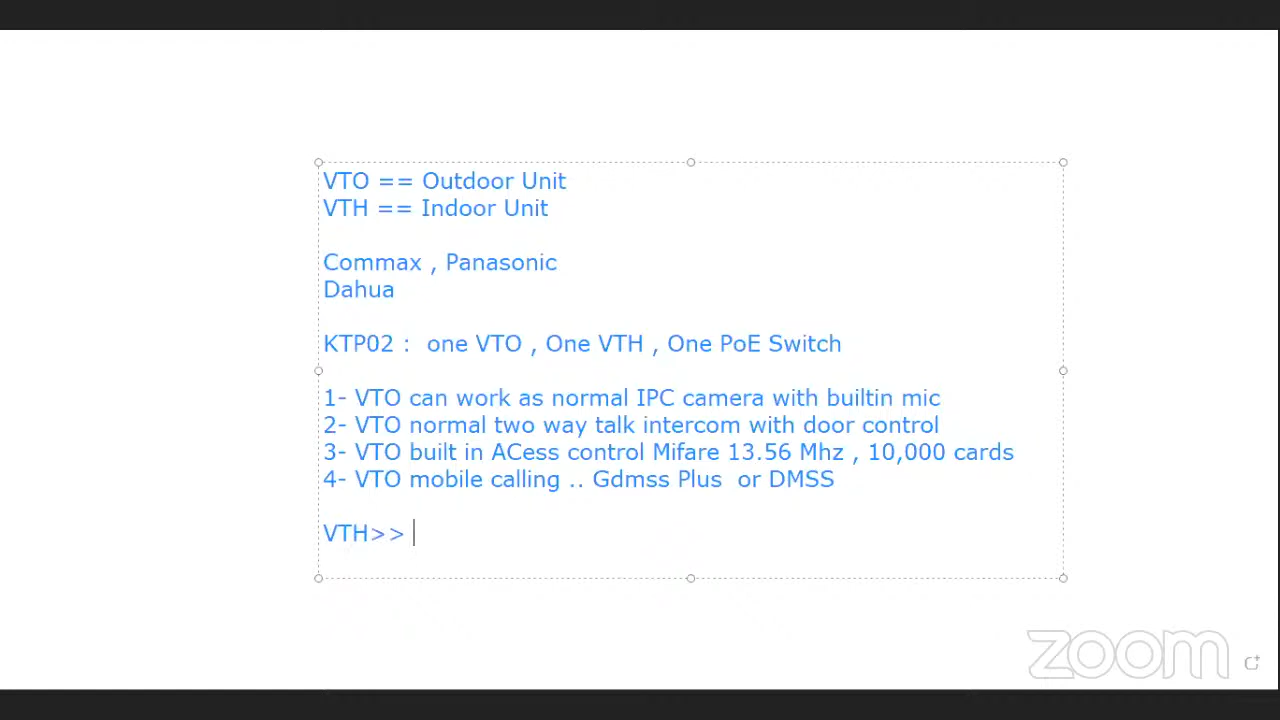 VTO == Outdoor Unit
VTH == Indoor Unit
Commax , Panasonic
Dahua
KTP02 :  one VTO , One VTH , One PoE Switch
1- VTO can work as normal IPC camera with builtin mic
2- VTO normal two way talk intercom with door control
3- VTO built in ACess control Mifare 13.56 Mhz , 10,000 cards
4- VTO mobile calling .. Gdmss Plus  or DMSS
VTH>>
zoom